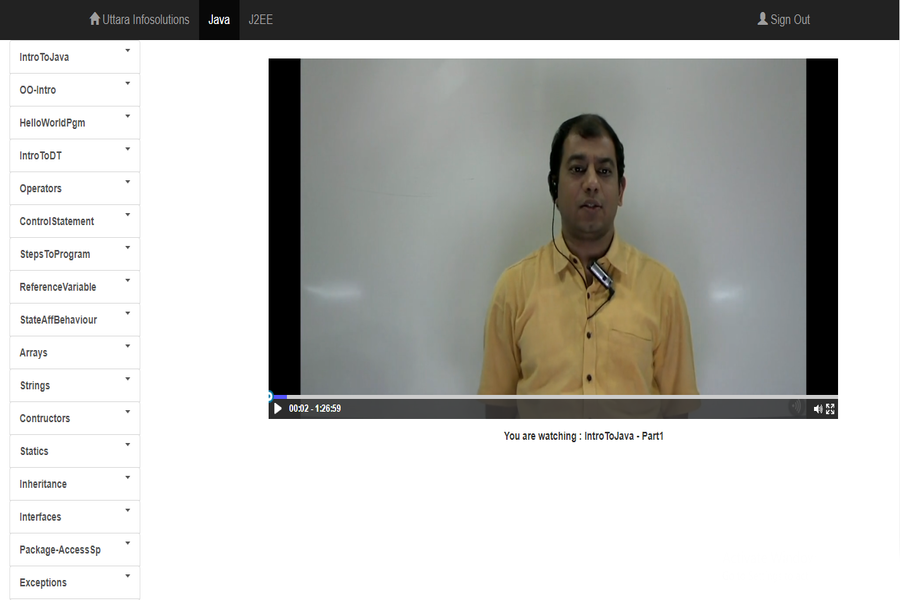 Uttara Infosolutions Java J2EE Sign Out
IntroToJava
OO-Intro
HelloWorldPgm
IntroToDT
Operators
ControlStatement
StepsToProgram
ReferenceVariable
StateAffBehaviour
Arrays
Strings
Contructors
Statics
Inheritance
Interfaces
Package-AccessSp
Exceptions
00:02 - 1:26:59
You are watching : IntroToJava - Part1